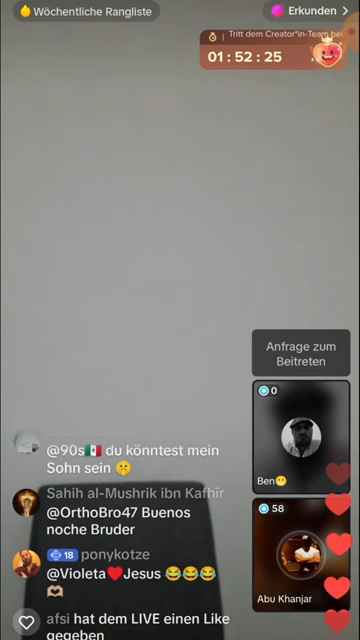 Wöchentliche Rangliste
Erkunden >
Tritt dem Creator*in-Team bei
01 : 52 : 25
Anfrage zum
Beitreten
0
Ben😁
@90s🇲🇽 du könntest mein
Sohn sein 🤫
Sahih al-Mushrik ibn Kafhïr
@OrthoBro47 Buenos
noche Bruder
58
Abu Khanjar
18 ponykotze
@Violeta❤️Jesus 😂😂😂
🫶🏽
afsi hat dem LIVE einen Like
gegeben